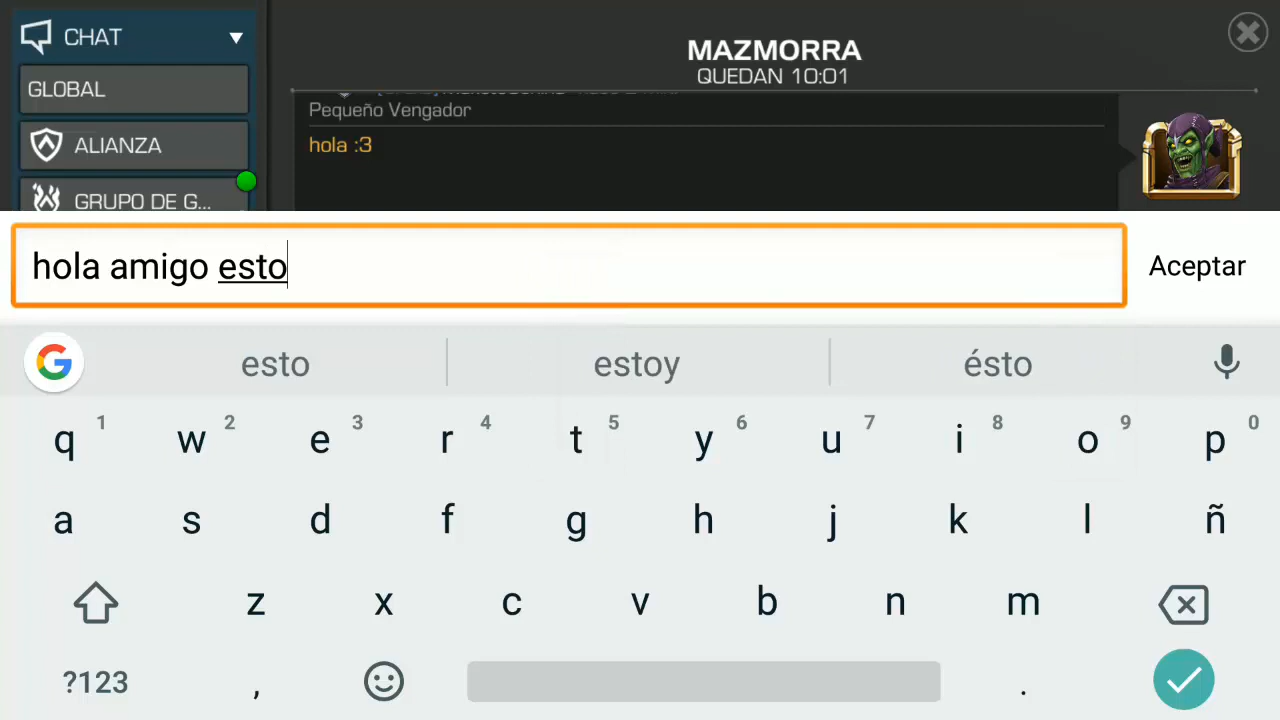 CHAT
GLOBAL
ALIANZA
GRUPO DE G...
MAZMORRA
QUEDAN 10:01
Pequeño Vengador
hola :3
hola amigo esto
Aceptar
esto estoy ésto
q 1 w 2 e 3 r 4 t 5 y 6 u 7 i 8 o 9 p 0
a s d f g h j k l ñ
z x c v b n m
?123 , .